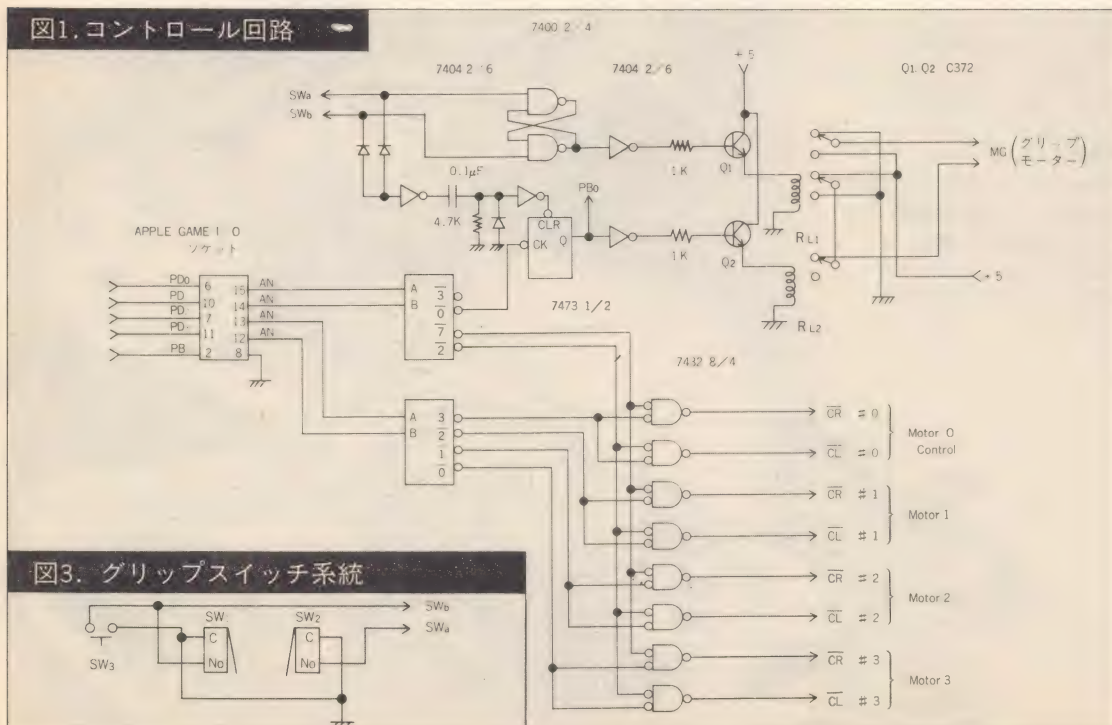 図1.コントロール回路
7400 2/4
7404 2/6
7404 2/6
+5
Q1.Q2 C372
SWa
SWb
0.1μF
4.7K
1K
Q1
MG(グリップモーター)
PBo
CLR
CK
Q
1K
Q2
RL1
RL2
+5
7473 1/2
APPLE GAME I O
ソケット
PDo 6 15 AN
PD 10 14 AN
PD 7 13 AN
PD 11 12 AN
PB 2 8
A
B
3
0
7
2
A
B
3
2
1
0
7432 8/4
CR #0
CL #0
Motor 0
Control
CR #1
CL #1
Motor 1
CR #2
CL #2
Motor 2
CR #3
CL #3
Motor 3
図3. グリップスイッチ系統
SWb
SWa
SW
C
No
SW2
C
No
SW3